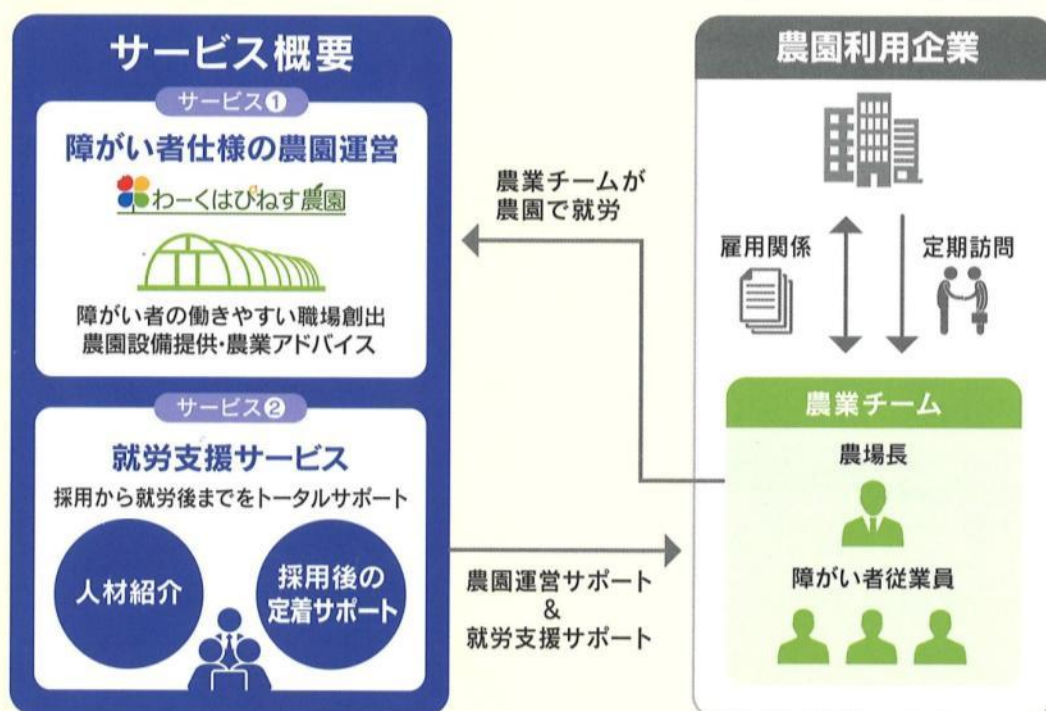 サービス概要
サービス❶
障がい者仕様の農園運営
わーくはぴねす農園
障がい者の働きやすい職場創出
農園設備提供・農業アドバイス
サービス❷
就労支援サービス
採用から就労後までをトータルサポート
人材紹介
採用後の
定着サポート
農業チームが
農園で就労
農園運営サポート
&
就労支援サポート
農園利用企業
雇用関係
定期訪問
農業チーム
農場長
障がい者従業員